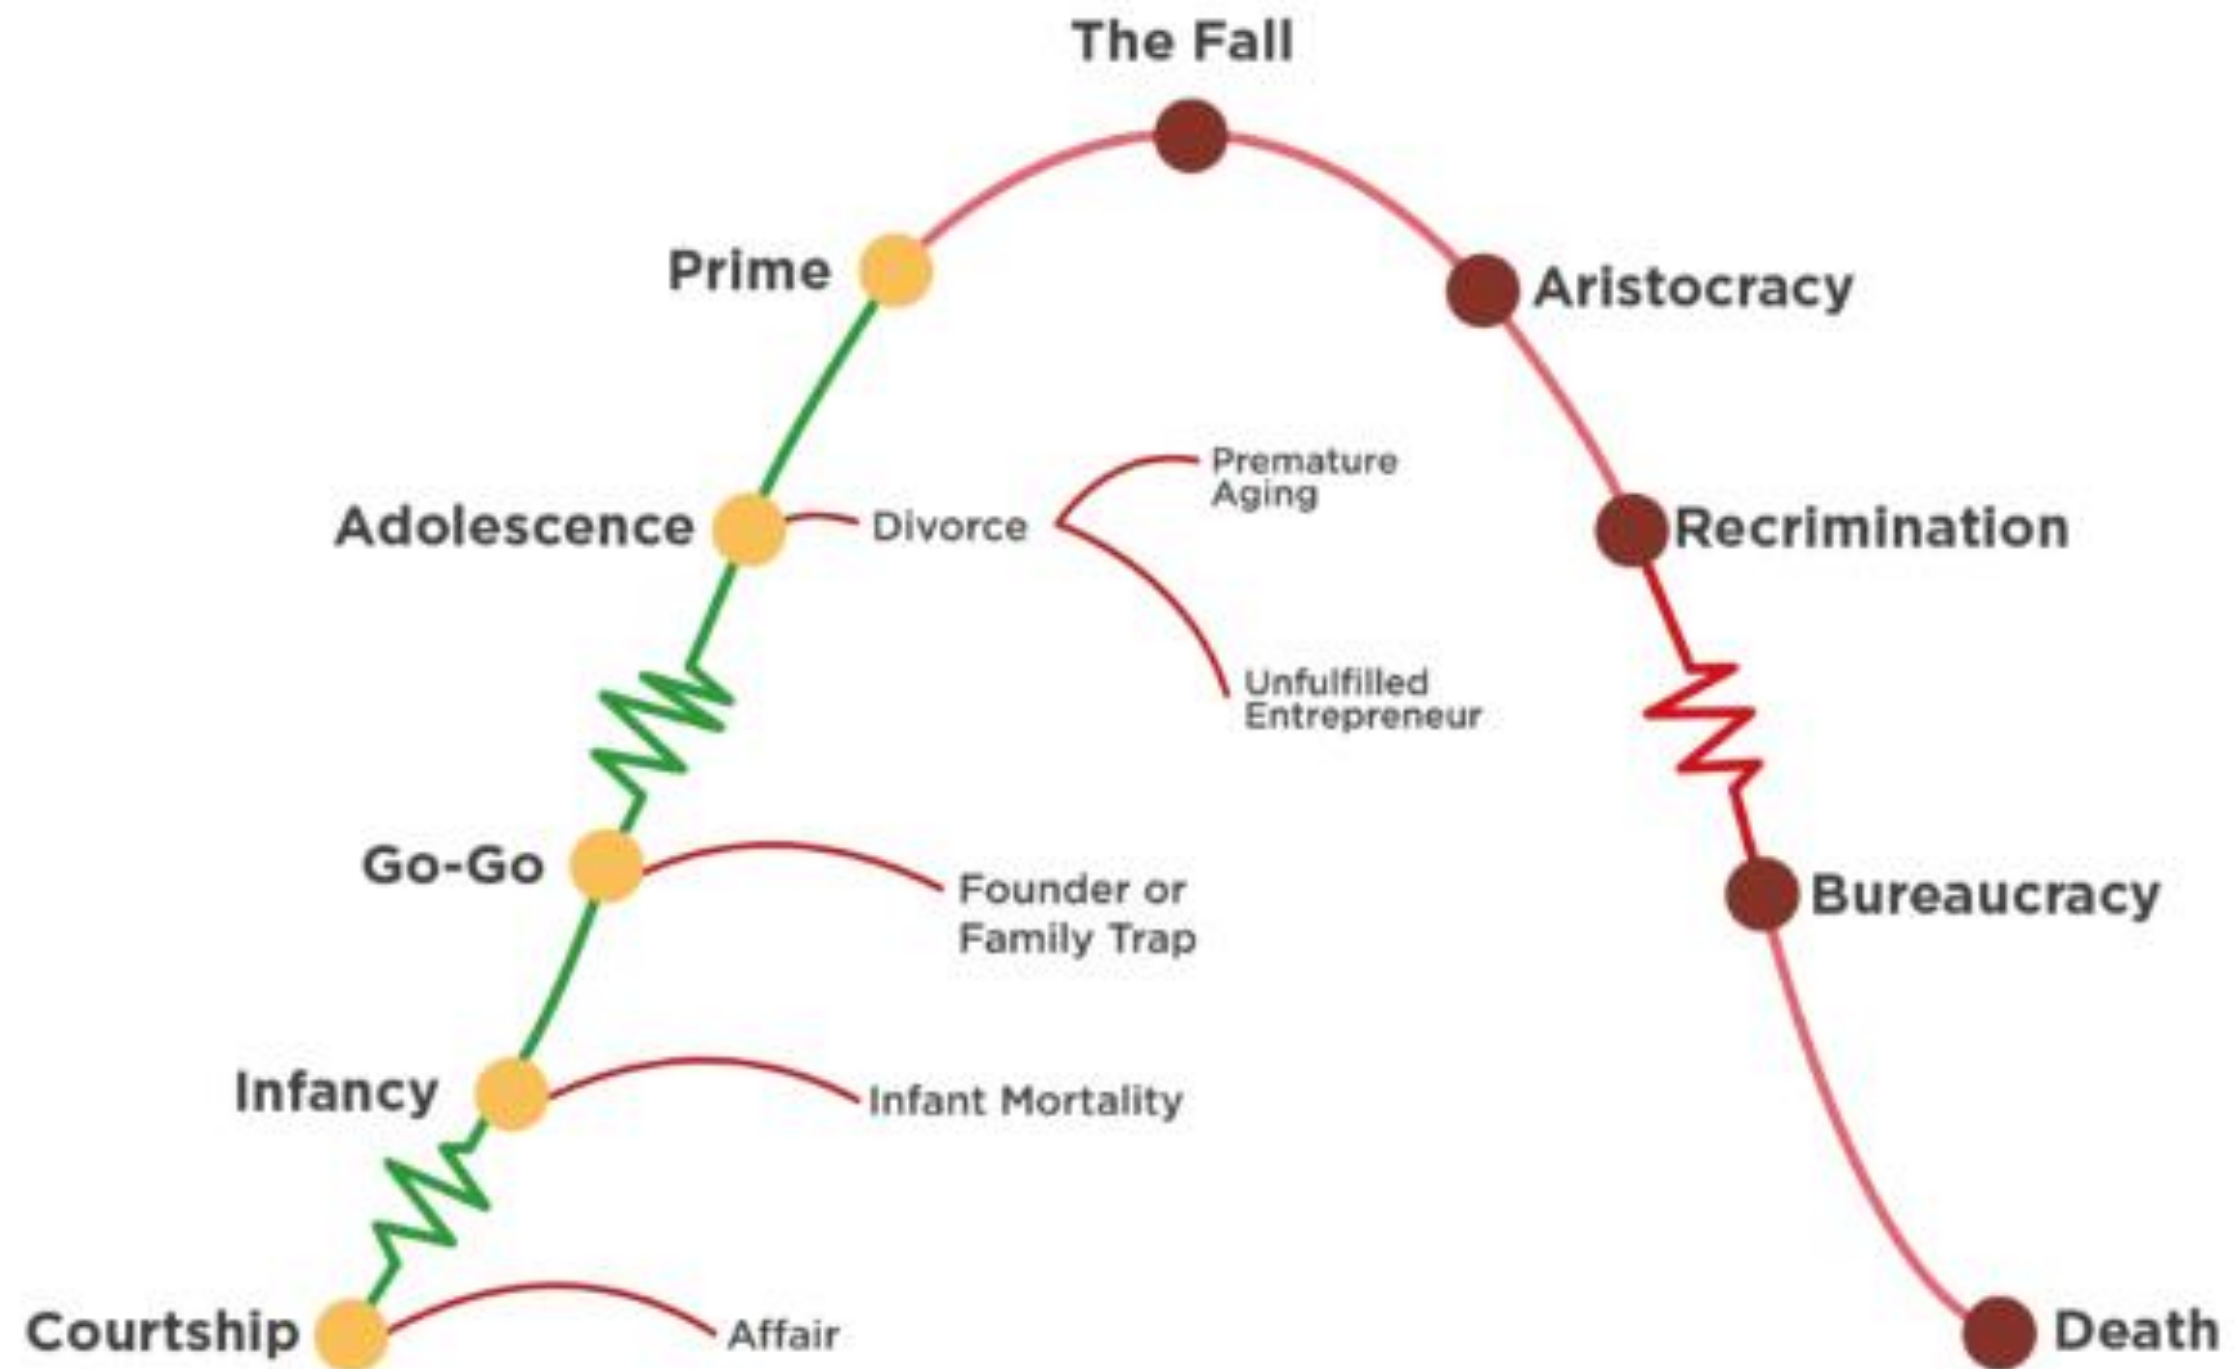 The Fall
Prime
Aristocracy
Premature
Aging
Adolescence
Divorce
Recrimination
Unfulfilled
Entrepreneur
Go-Go
Founder or
Family Trap
Bureaucracy
Infancy
Infant Mortality
Courtship
Affair
Death